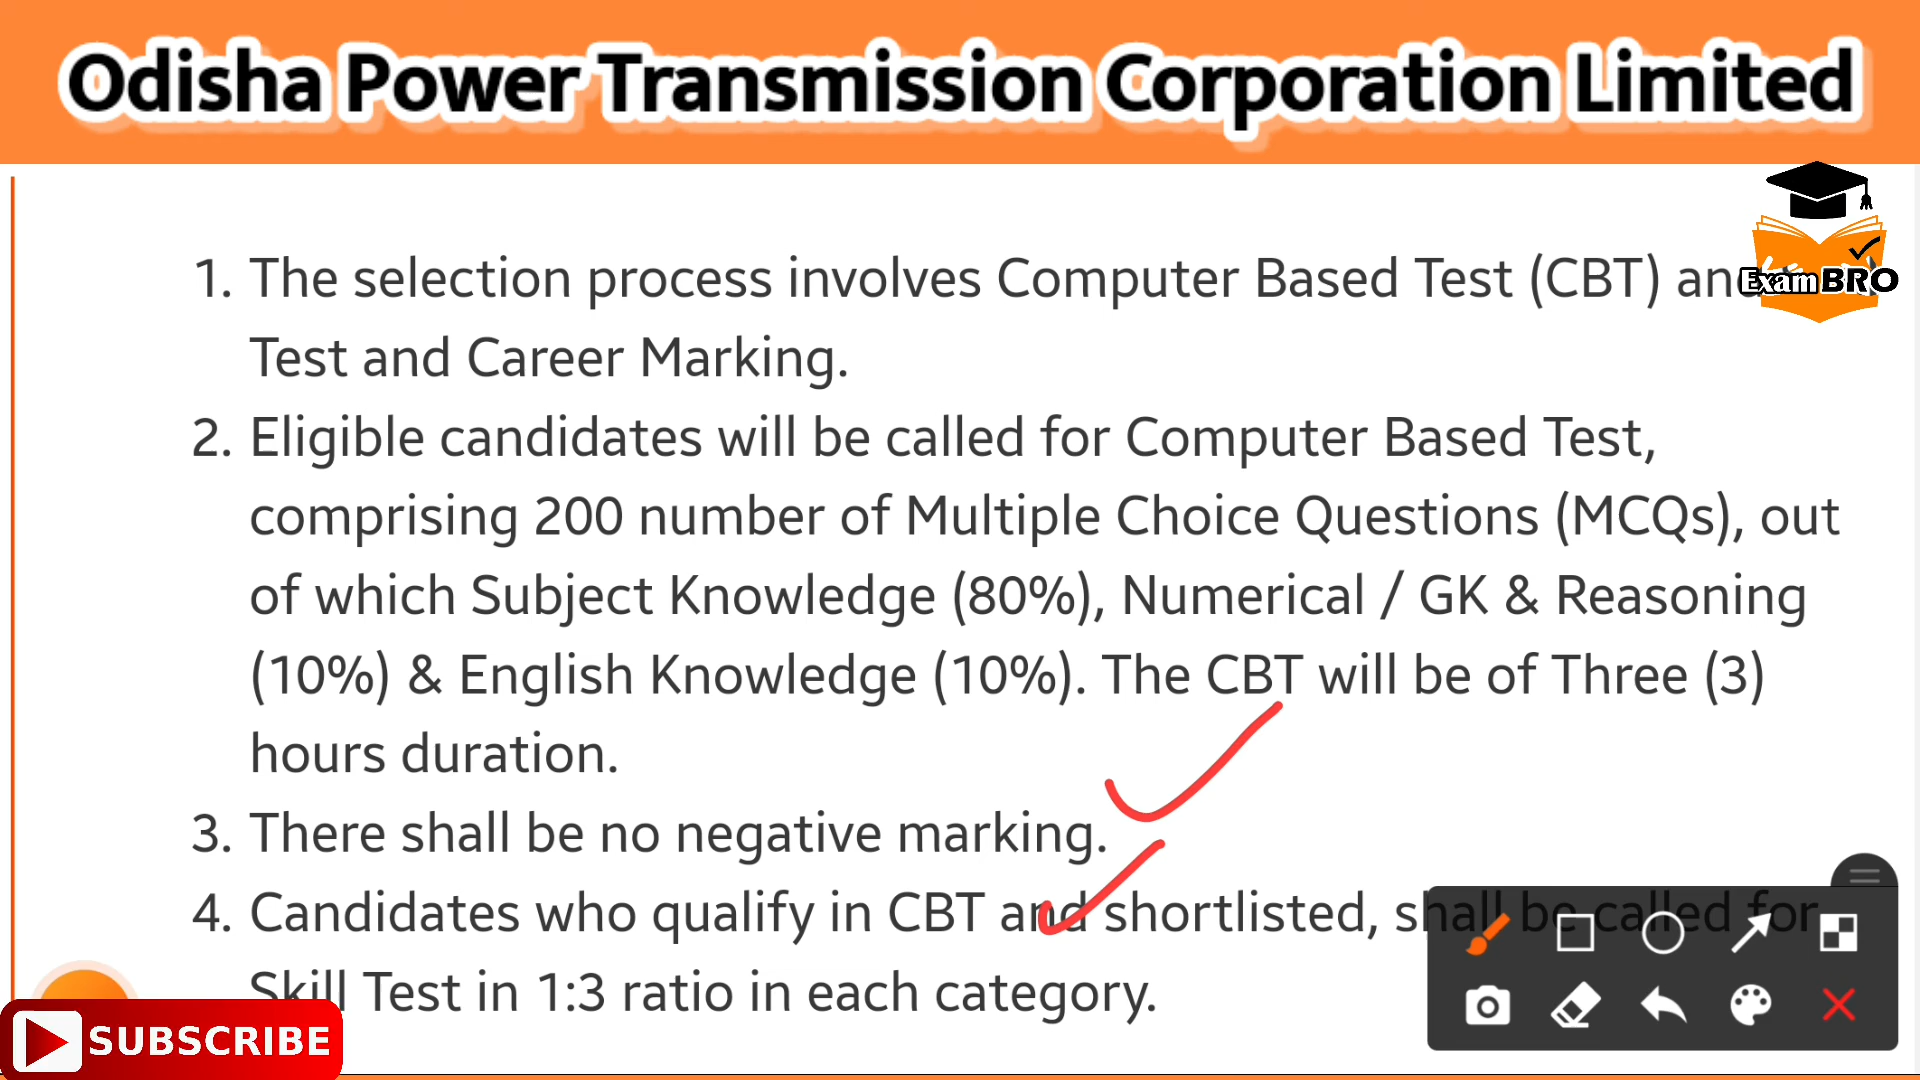 Odisha Power Transmission Corporation Limited
1. The selection process involves Computer Based Test (CBT) and
Exam BRO
Test and Career Marking.
2. Eligible candidates will be called for Computer Based Test,
comprising 200 number of Multiple Choice Questions (MCQs), out
of which Subject Knowledge (80%), Numerical / GK & Reasoning
(10%) & English Knowledge (10%). The CBT will be of Three (3)
hours duration.
3. There shall be no negative marking.
4. Candidates who qualify in CBT and shortlisted, shall be called for
Skill Test in 1:3 ratio in each category.
SUBSCRIBE